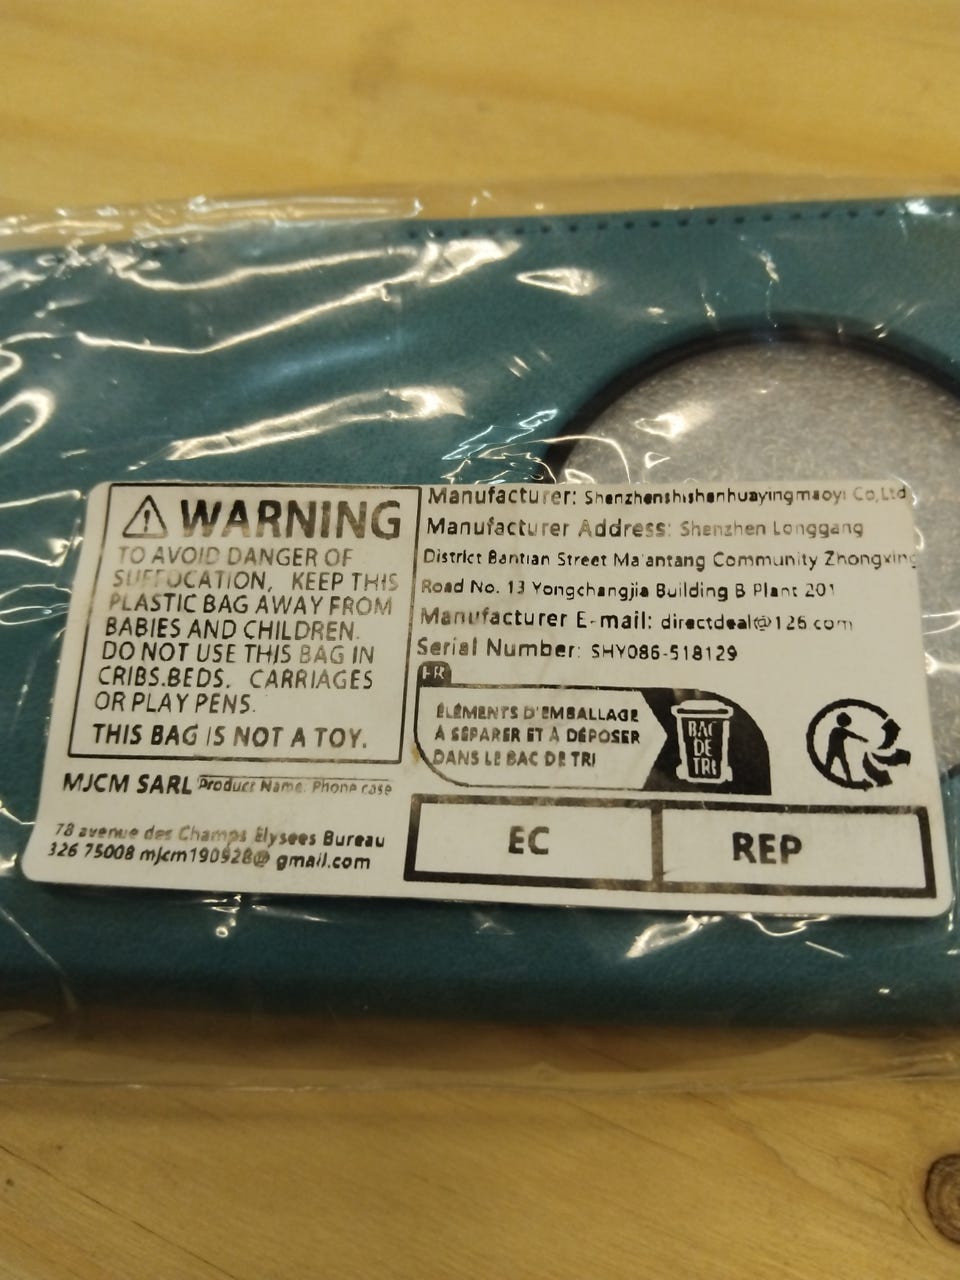 WARNING
TO AVOID DANGER OF
SUFFOCATION, KEEP THIS
PLASTIC BAG AWAY FROM
BABIES AND CHILDREN.
DO NOT USE THIS BAG IN
CRIBS.BEDS. CARRIAGES
OR PLAY PENS.
THIS BAG IS NOT A TOY.
MJCM SARL Product Name: Phone case
78 avenue des Champs Elysees Bureau
326 75008 mjcm190928@ gmail.com
Manufacturer: Shenzhenshishenhuayingmaoyi Co,Ltd
Manufacturer Address: Shenzhen Longgang
District Bantian Street Ma'antang Community Zhongxing
Road No. 13 Yongchangjia Building B Plant 201
Manufacturer E-mail: directdeal@126.com
Serial Number: SHY086-518129
FR
ÉLÉMENTS D'EMBALLAGE
À SÉPARER ET À DÉPOSER
DANS LE BAC DE TRI
BAC
DE
TRI
EC REP